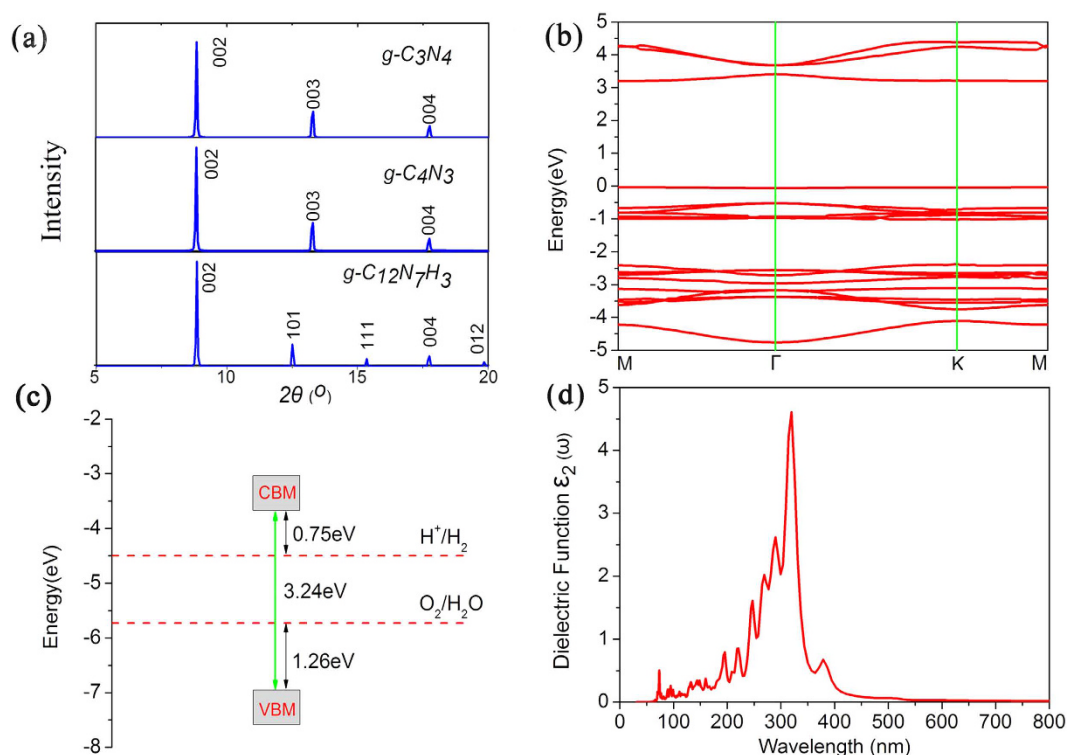 (a)
Intensity
g-C3N4
002
003
004
g-C4N3
002
003
004
g-C12N7H3
002
101
111
004
012
5
10
15
20
2θ (O)
(b)
Energy(eV)
5
4
3
2
1
0
-1
-2
-3
-4
-5
M
Γ
K
M
(c)
Energy(eV)
-2
-3
-4
-5
-6
-7
-8
CBM
0.75eV
H+/H2
3.24eV
O2/H2O
1.26eV
VBM
(d)
Dielectric Function ε2 (ω)
5
4
3
2
1
0
0 100 200 300 400 500 600 700 800
Wavelength (nm)